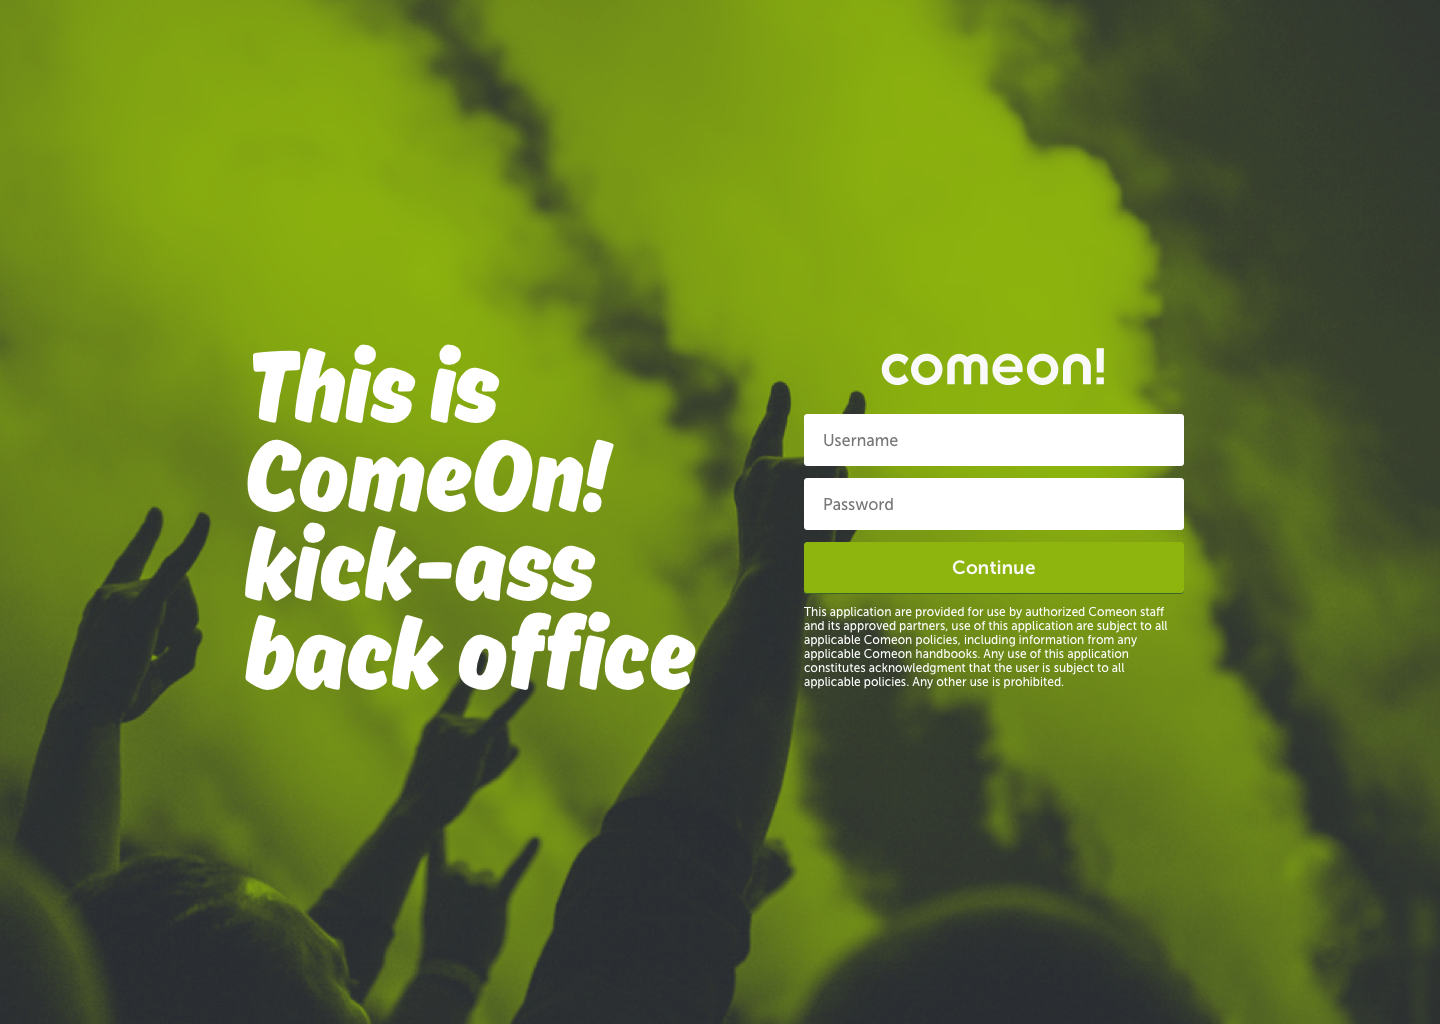 This is
ComeOn!
kick-ass
back office
comeon!
Username
Password
Continue
This application are provided for use by authorized Comeon staff
and its approved partners, use of this application are subject to all
applicable Comeon policies, including information from any
applicable Comeon handbooks. Any use of this application
constitutes acknowledgment that the user is subject to all
applicable policies. Any other use is prohibited.